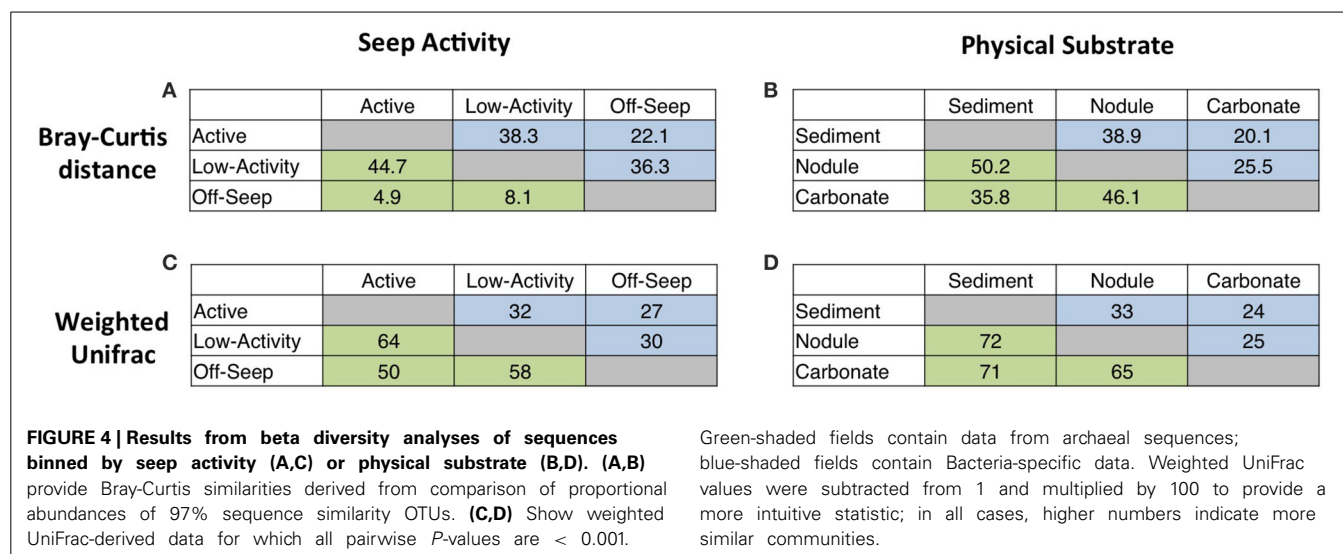 Seep Activity
Physical Substrate
Bray-Curtis
distance
A
Active Low-Activity Off-Seep
Active 38.3 22.1
Low-Activity 44.7 36.3
Off-Seep 4.9 8.1
B
Sediment Nodule Carbonate
Sediment 38.9 20.1
Nodule 50.2 25.5
Carbonate 35.8 46.1
Weighted
Unifrac
C
Active Low-Activity Off-Seep
Active 32 27
Low-Activity 64 30
Off-Seep 50 58
D
Sediment Nodule Carbonate
Sediment 33 24
Nodule 72 25
Carbonate 71 65
FIGURE 4 | Results from beta diversity analyses of sequences
binned by seep activity (A,C) or physical substrate (B,D). (A,B)
provide Bray-Curtis similarities derived from comparison of proportional
abundances of 97% sequence similarity OTUs. (C,D) Show weighted
UniFrac-derived data for which all pairwise P-values are < 0.001.
Green-shaded fields contain data from archaeal sequences;
blue-shaded fields contain Bacteria-specific data. Weighted UniFrac
values were subtracted from 1 and multiplied by 100 to provide a
more intuitive statistic; in all cases, higher numbers indicate more
similar communities.